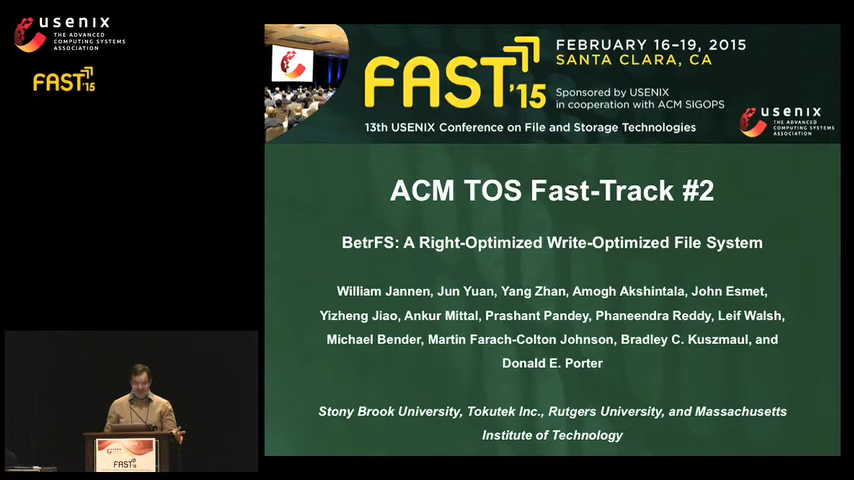 usenix
THE ADVANCED
COMPUTING SYSTEMS
ASSOCIATION
FAST'15
FAST'15
FEBRUARY 16–19, 2015
SANTA CLARA, CA
Sponsored by USENIX
in cooperation with ACM SIGOPS
13th USENIX Conference on File and Storage Technologies
usenix
THE ADVANCED
COMPUTING SYSTEMS
ASSOCIATION
ACM TOS Fast-Track #2
BetrFS: A Right-Optimized Write-Optimized File System
William Jannen, Jun Yuan, Yang Zhan, Amogh Akshintala, John Esmet,
Yizheng Jiao, Ankur Mittal, Prashant Pandey, Phaneendra Reddy, Leif Walsh,
Michael Bender, Martin Farach-Colton Johnson, Bradley C. Kuszmaul, and
Donald E. Porter
Stony Brook University, Tokutek Inc., Rutgers University, and Massachusetts
Institute of Technology
FAST